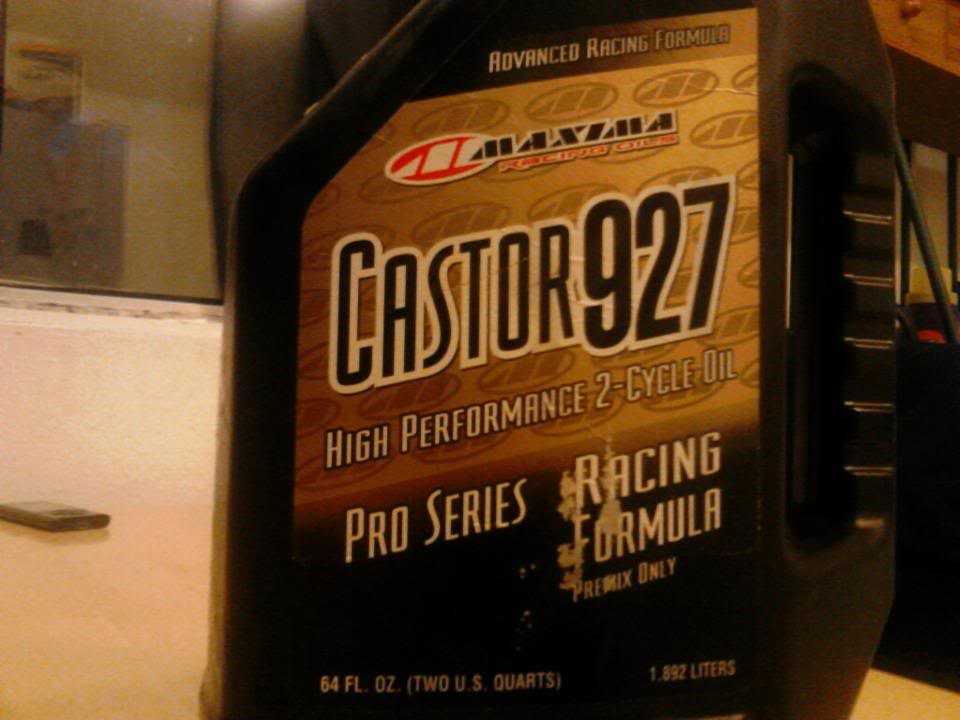 ADVANCED RACING FORMULA
MAXIMA
RACING OILS
CASTOR927
HIGH PERFORMANCE 2-CYCLE OIL
PRO SERIES
RACING
FORMULA
PREMIX ONLY
64 FL. OZ. (TWO U.S. QUARTS)
1.892 LITERS